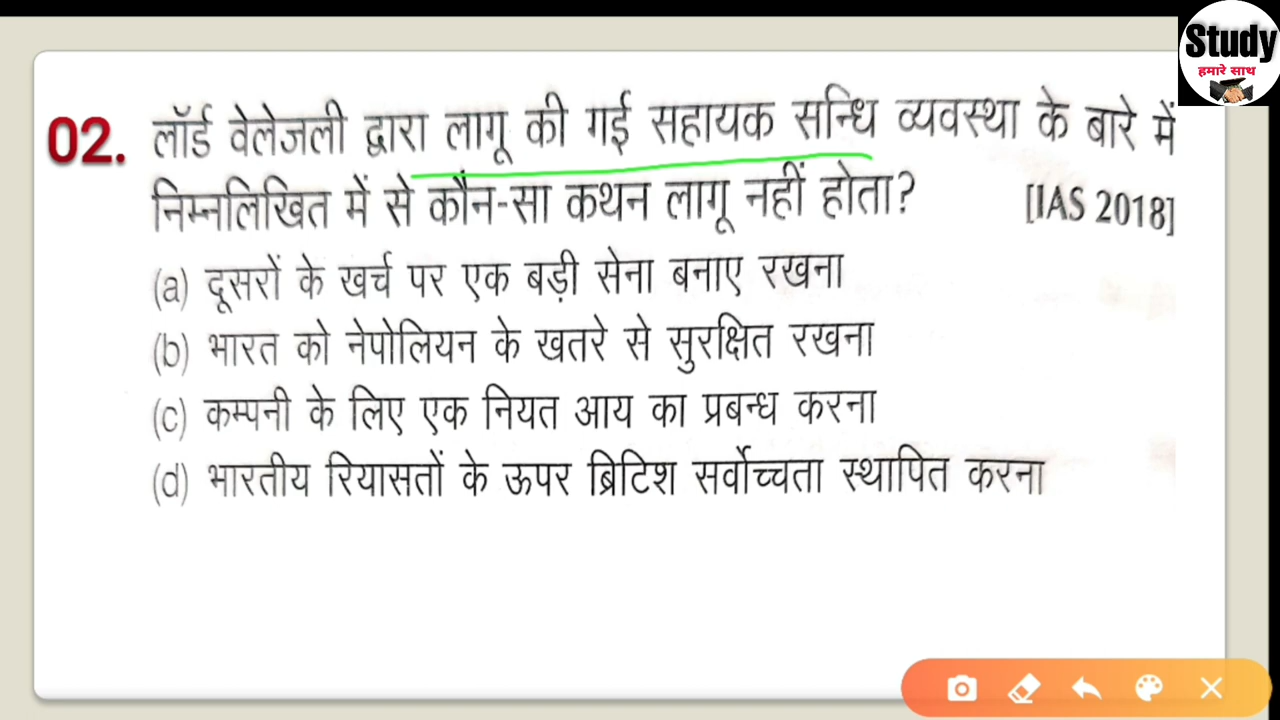 Study
हमारे साथ
02. लॉर्ड वेलेजली द्वारा लागू की गई सहायक सन्धि व्यवस्था के बारे में
निम्नलिखित में से कौन-सा कथन लागू नहीं होता? [IAS 2018]
(a) दूसरों के खर्च पर एक बड़ी सेना बनाए रखना
(b) भारत को नेपोलियन के खतरे से सुरक्षित रखना
(c) कम्पनी के लिए एक नियत आय का प्रबन्ध करना
(d) भारतीय रियासतों के ऊपर ब्रिटिश सर्वोच्चता स्थापित करना